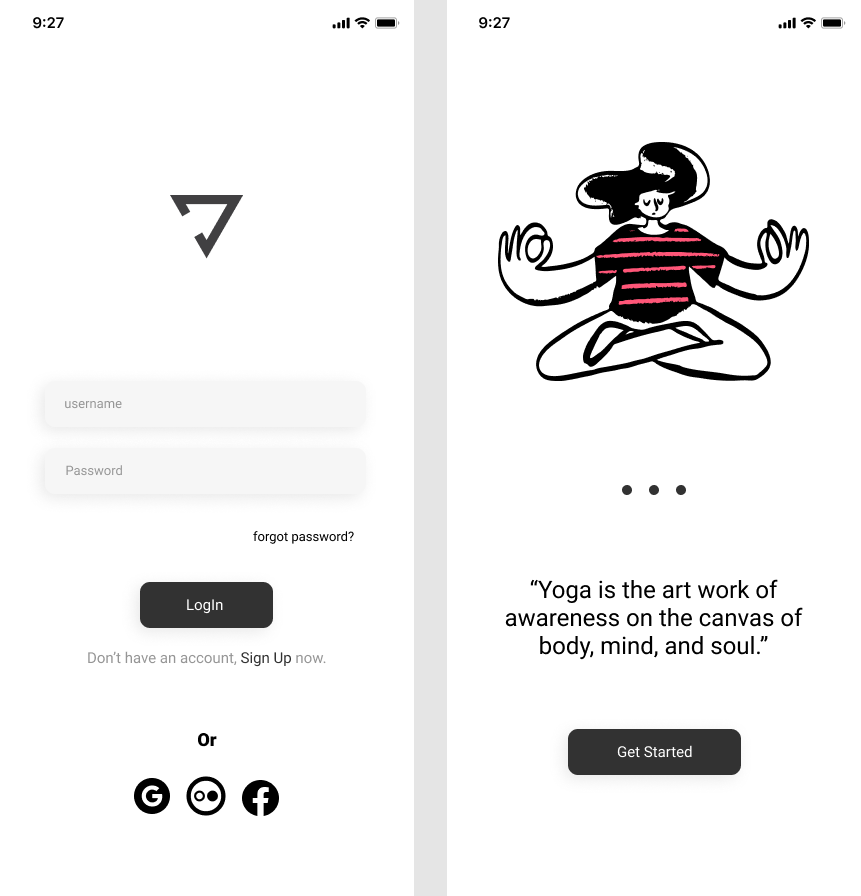 9:27
username
Password
forgot password?
LogIn
Don’t have an account, Sign Up now.
Or
9:27
“Yoga is the art work of
awareness on the canvas of
body, mind, and soul.”
Get Started